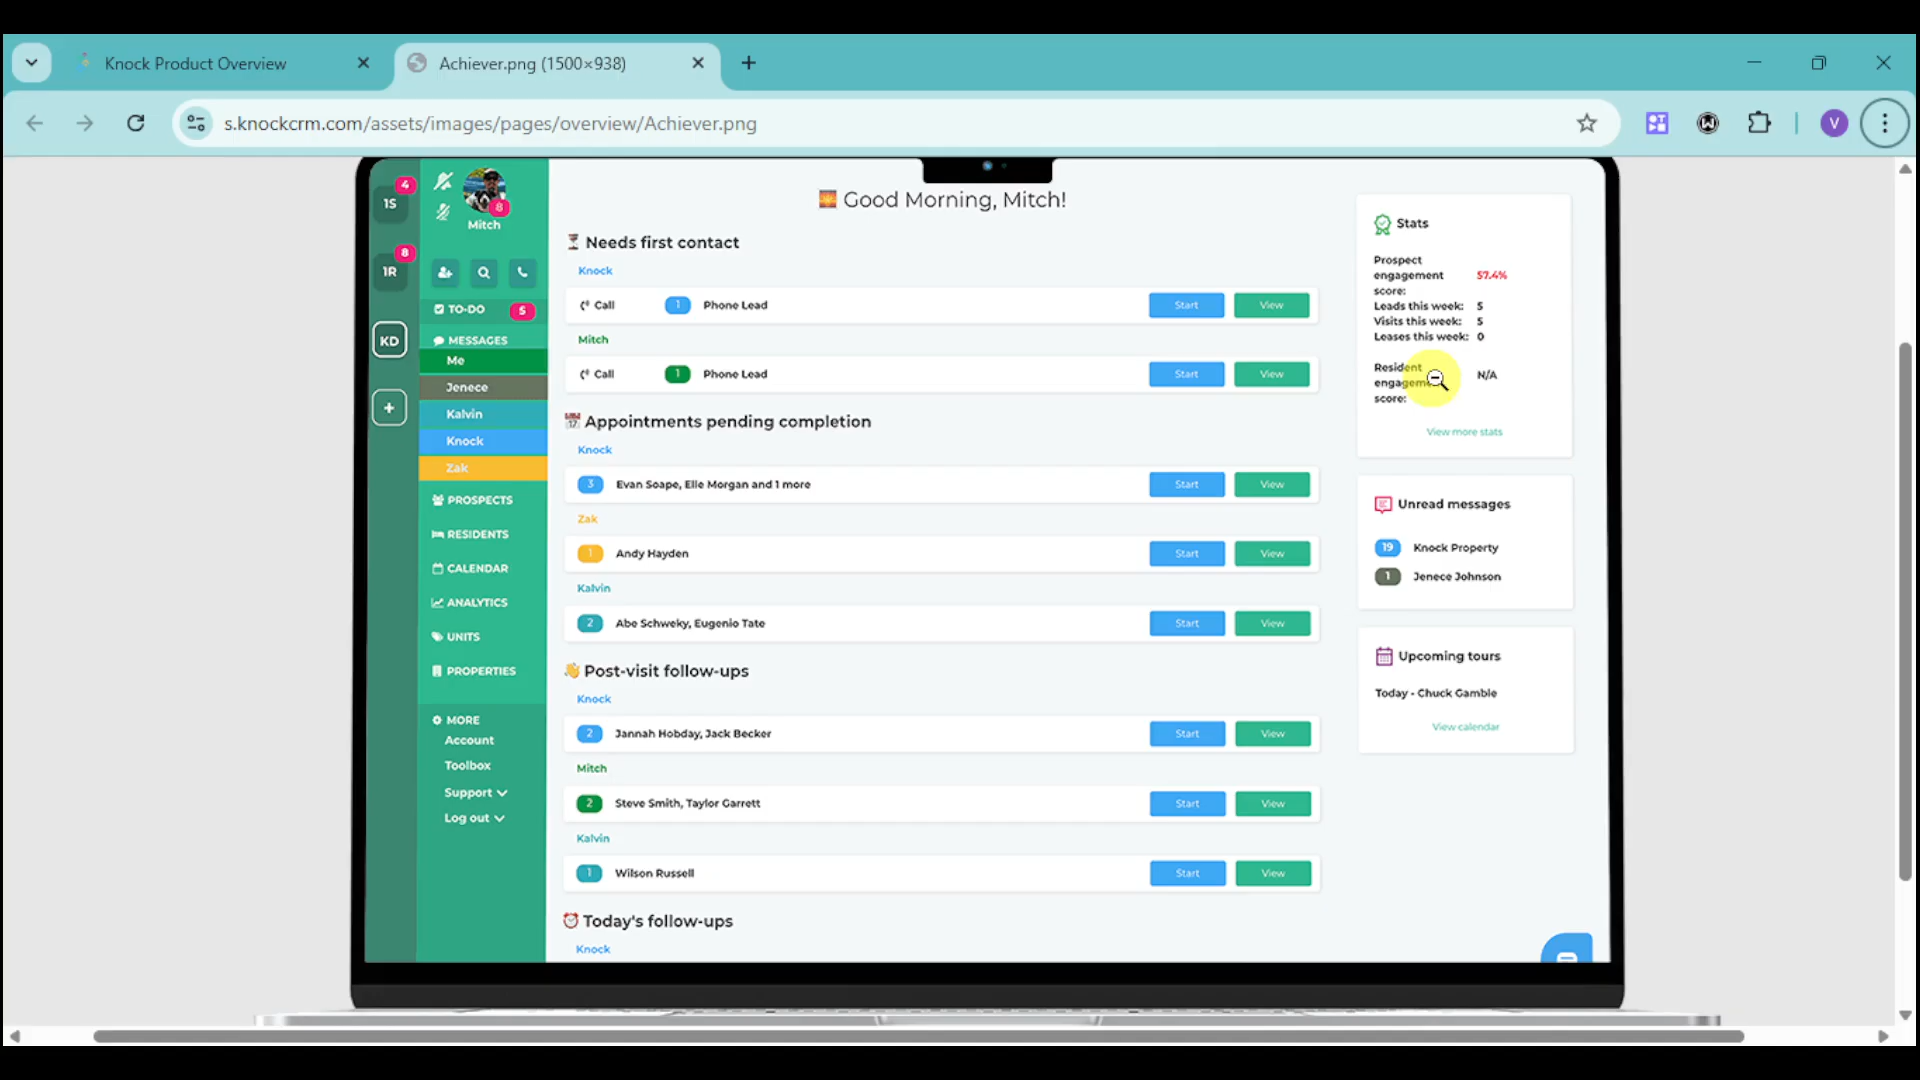 Knock Product Overview
Achiever.png (1500×938)
s.knockcrm.com/assets/images/pages/overview/Achiever.png
V
4
1S
8
1R
KD
+
8
Mitch
TO-DO
5
MESSAGES
Me
Jenece
Kalvin
Knock
Zak
PROSPECTS
RESIDENTS
CALENDAR
ANALYTICS
UNITS
PROPERTIES
MORE
Account
Toolbox
Support
Log out
Good Morning, Mitch!
Needs first contact
Knock
Call 1 Phone Lead Start View
Mitch
Call 1 Phone Lead Start View
Appointments pending completion
Knock
3 Evan Soape, Elle Morgan and 1 more Start View
Zak
1 Andy Hayden Start View
Kalvin
2 Abe Schweky, Eugenio Tate Start View
Post-visit follow-ups
Knock
2 Jannah Hobday, Jack Becker Start View
Mitch
2 Steve Smith, Taylor Garrett Start View
Kalvin
1 Wilson Russell Start View
Today's follow-ups
Knock
Stats
Prospect
engagement 57.4%
score:
Leads this week: 5
Visits this week: 5
Leases this week: 0
Resident
engagement N/A
score:
View more stats
Unread messages
19 Knock Property
1 Jenece Johnson
Upcoming tours
Today - Chuck Gamble
View calendar